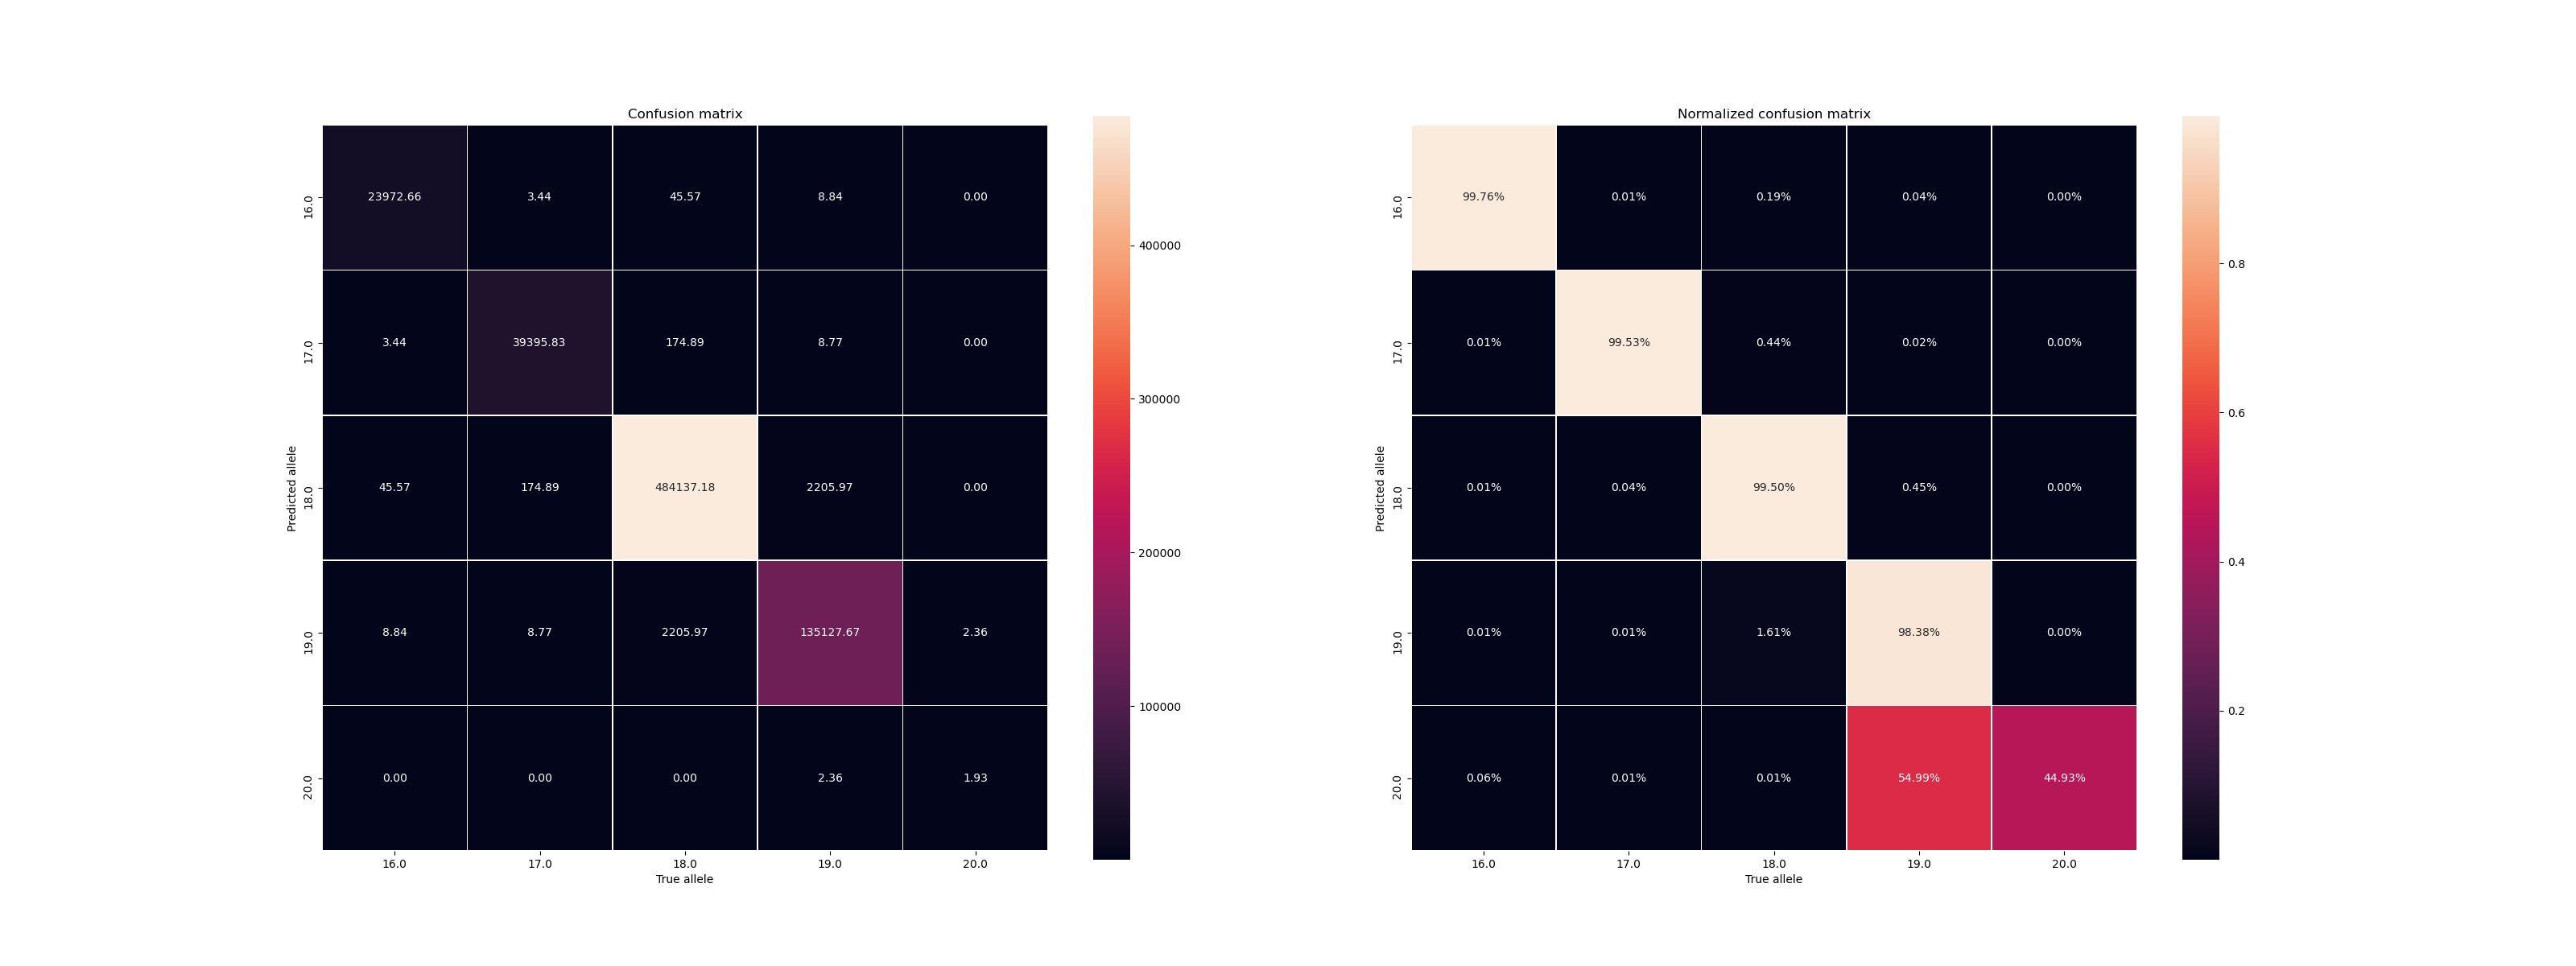 Confusion matrix
16.0 23972.66 3.44 45.57 8.84 0.00
17.0 3.44 39395.83 174.89 8.77 0.00
18.0 45.57 174.89 484137.18 2205.97 0.00
19.0 8.84 8.77 2205.97 135127.67 2.36
20.0 0.00 0.00 0.00 2.36 1.93
16.0 17.0 18.0 19.0 20.0
True allele
Predicted allele
400000
300000
200000
100000
Normalized confusion matrix
16.0 99.76% 0.01% 0.19% 0.04% 0.00%
17.0 0.01% 99.53% 0.44% 0.02% 0.00%
18.0 0.01% 0.04% 99.50% 0.45% 0.00%
19.0 0.01% 0.01% 1.61% 98.38% 0.00%
20.0 0.06% 0.01% 0.01% 54.99% 44.93%
16.0 17.0 18.0 19.0 20.0
True allele
Predicted allele
0.8
0.6
0.4
0.2